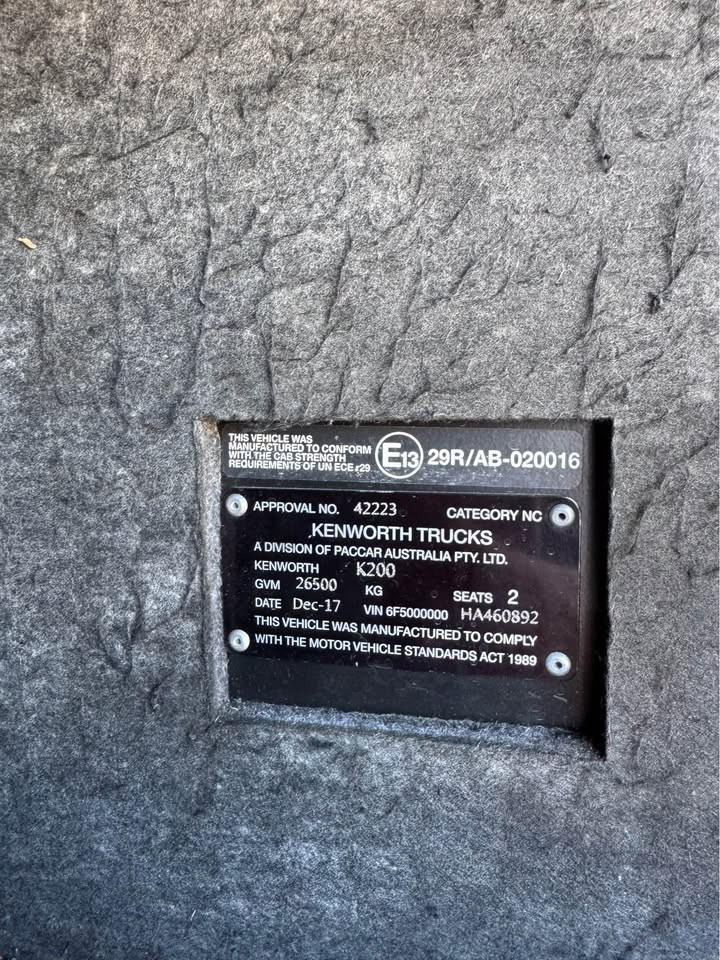 THIS VEHICLE WAS
MANUFACTURED TO CONFORM
WITH THE CAB STRENGTH
REQUIREMENTS OF UN ECE r29
E13 29R/AB-020016
APPROVAL NO. 42223 CATEGORY NC
KENWORTH TRUCKS
A DIVISION OF PACCAR AUSTRALIA PTY. LTD.
KENWORTH K200
GVM 26500 KG SEATS 2
DATE Dec-17 VIN 6F5000000 HA460892
THIS VEHICLE WAS MANUFACTURED TO COMPLY
WITH THE MOTOR VEHICLE STANDARDS ACT 1989